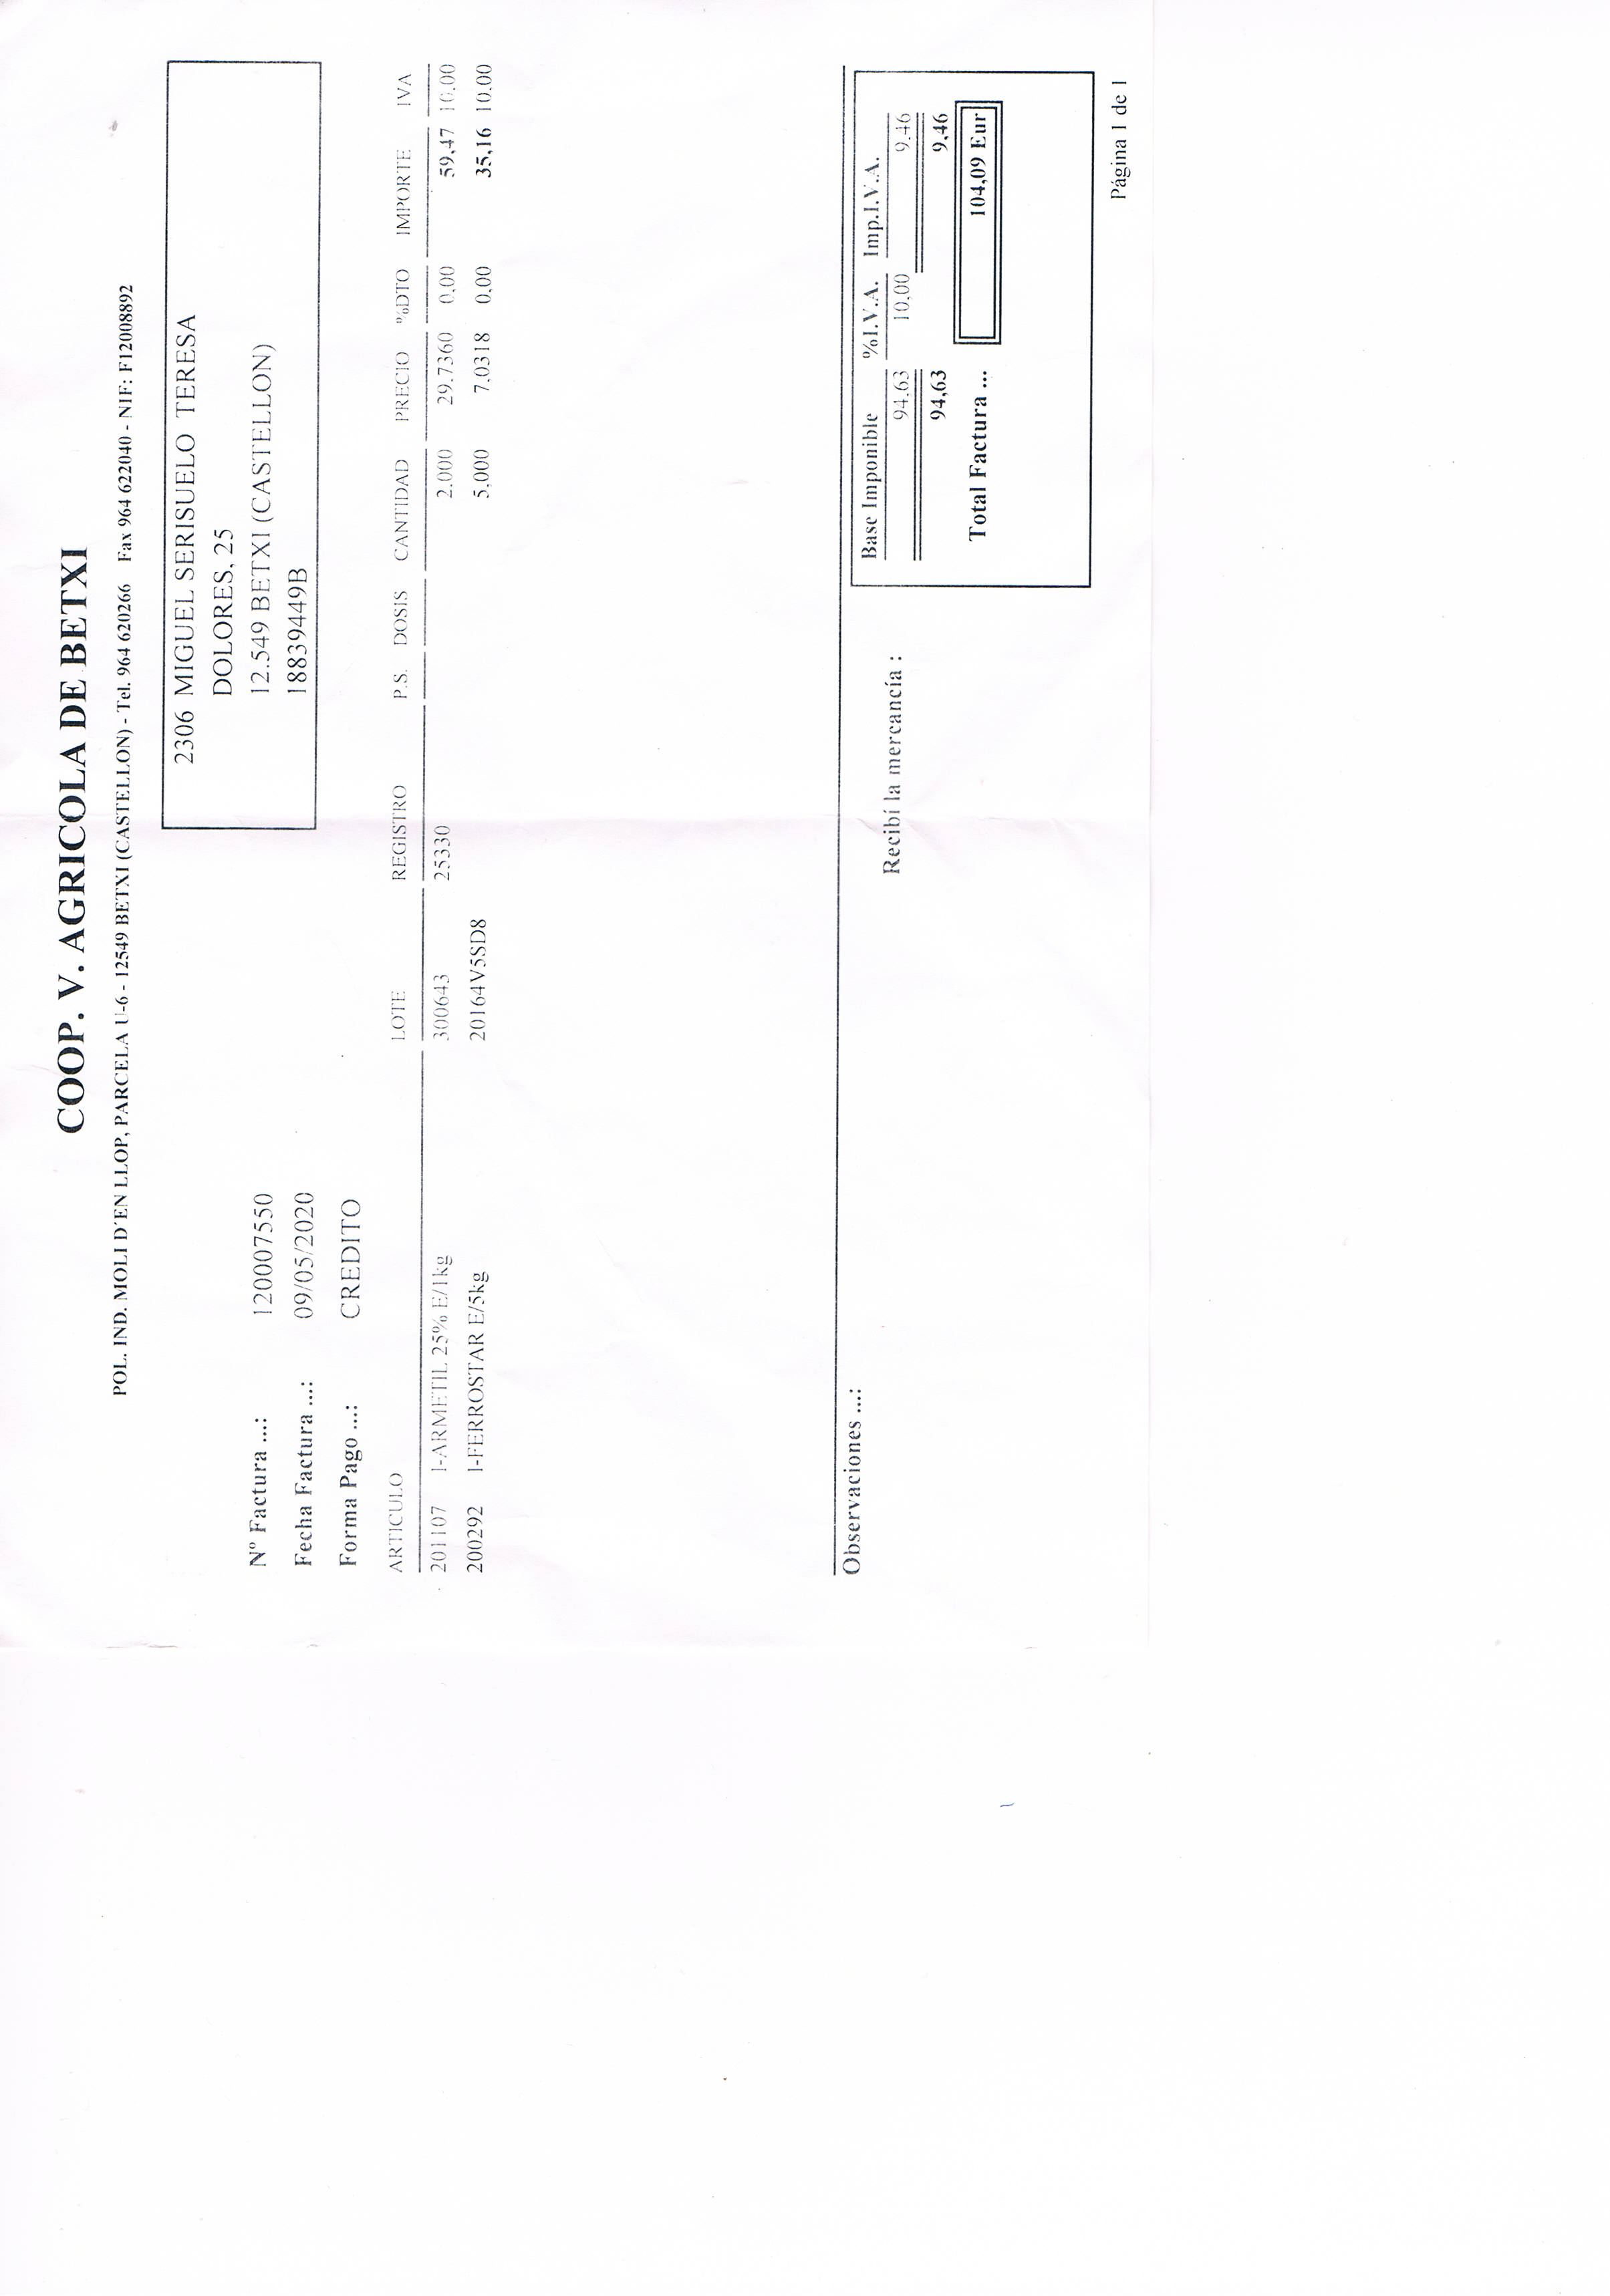 COOP. V. AGRICOLA DE BETXI
POL. IND. MOLI D´EN LLOP, PARCELA U-6 - 12549 BETXI (CASTELLON) - Tel. 964 620266 Fax 964 622040 - NIF: F12008892
2306 MIGUEL SERISUELO TERESA
DOLORES, 25
12.549 BETXI (CASTELLON)
18839449B
Nº Factura ...: 120007550
Fecha Factura ...: 09/05/2020
Forma Pago ...: CREDITO
ARTICULO LOTE REGISTRO P.S. DOSIS CANTIDAD PRECIO %DTO IMPORTE IVA
201107 I-ARMETIL 25% E/1kg 300643 25330 2.000 29.7360 0,00 59,47 10.00
200292 I-FERROSTAR E/5kg 20164V5SD8 5.000 7.0318 0,00 35,16 10.00
Observaciones ...:
Recibí la mercancía :
Base Imponible %I.V.A. Imp.I.V.A.
94,63 10,00 9,46
94,63 9,46
Total Factura ... 104,09 Eur
Página 1 de 1